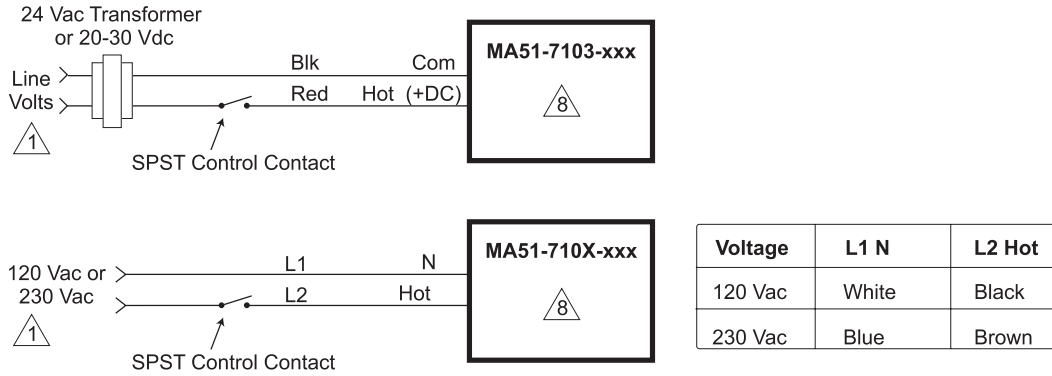 24 Vac Transformer
or 20-30 Vdc
Line
Volts
1
Blk
Com
Red
Hot (+DC)
SPST Control Contact
MA51-7103-xxx
8
120 Vac or
230 Vac
1
L1
N
L2
Hot
SPST Control Contact
MA51-710X-xxx
8
Voltage L1 N L2 Hot
120 Vac White Black
230 Vac Blue Brown